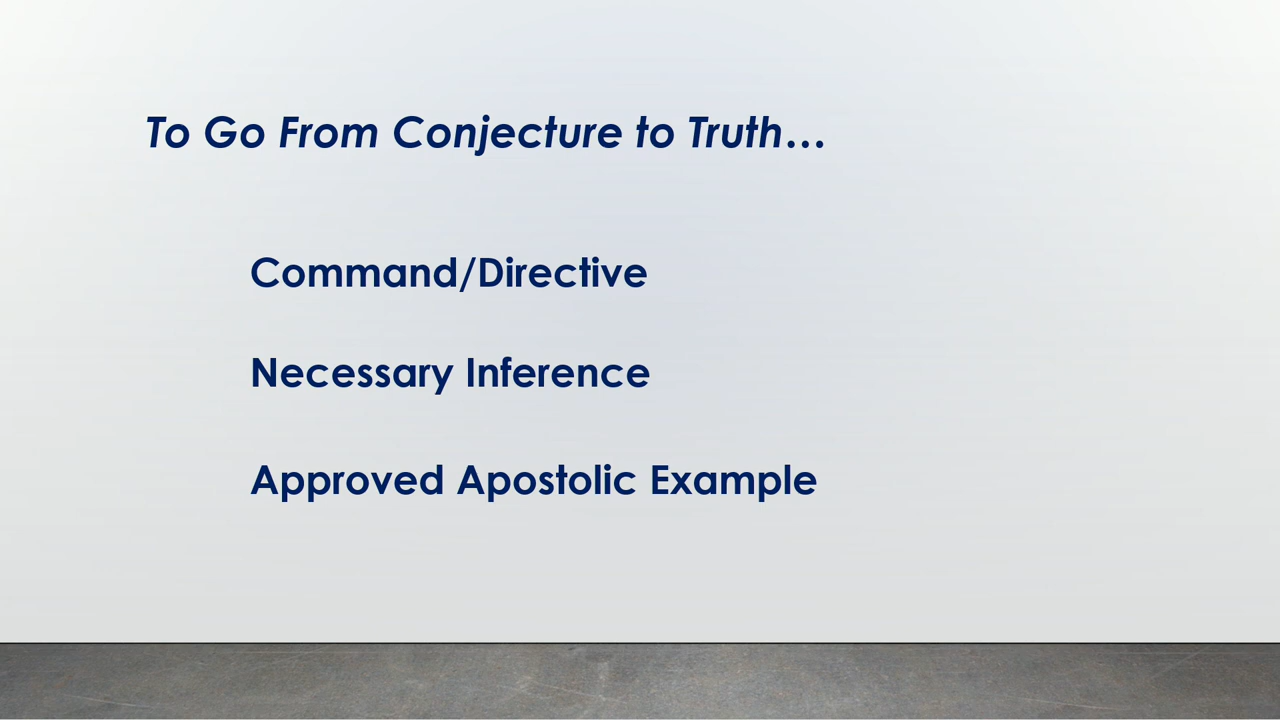 To Go From Conjecture to Truth…
Command/Directive
Necessary Inference
Approved Apostolic Example